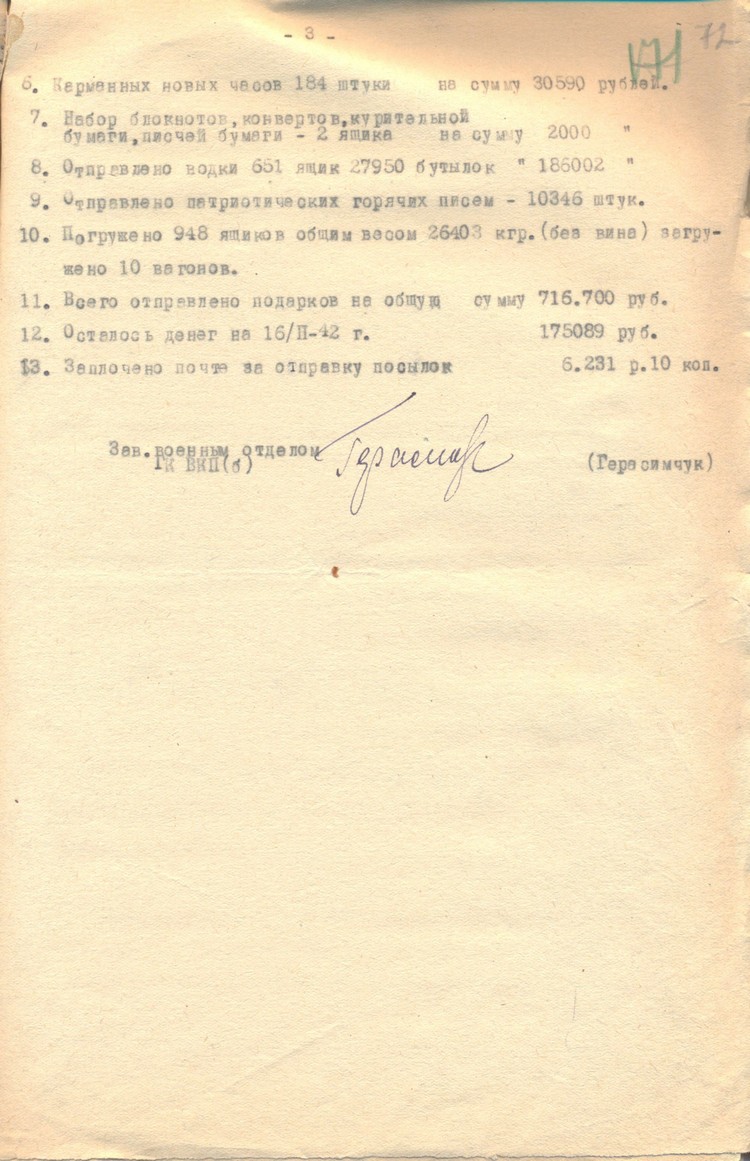 - 3 -
72
171
6. Карманных новых часов 184 штуки на сумму 30590 рублей.
7. Набор блокнотов,конвертов,курительной
бумаги,писчей бумаги - 2 ящика на сумму 2000 "
8. Отправлено водки 651 ящик 27950 бутылок " 186002 "
9. Отправлено патриотических горячих писем - 10346 штук.
10. Погружено 948 ящиков общим весом 26403 кгр.(без вина) загру-
жено 10 вагонов.
11. Всего отправлено подарков на общую сумму 716.700 руб.
12. Осталось денег на 16/П-42 г. 175089 руб.
13. Заплочено почте за отправку посылок 6.231 р.10 коп.
Зав.военным отделом
ГК ВКП(б) (Герасимчук)